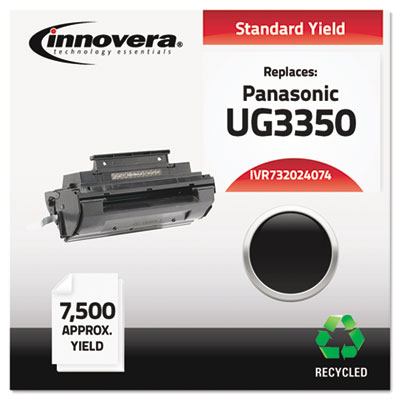 innovera
technology essentials
Standard Yield
Replaces:
Panasonic
UG3350
IVR732024074
7,500
APPROX.
YIELD
RECYCLED